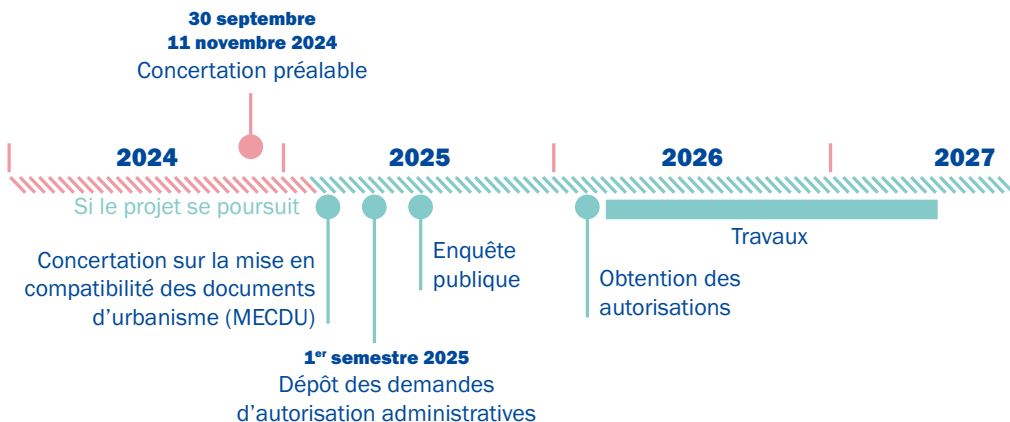 30 septembre
11 novembre 2024
Concertation préalable
2024
2025
2026
2027
Si le projet se poursuit
Concertation sur la mise en
compatibilité des documents
d'urbanisme (MECDU)
1er semestre 2025
Dépôt des demandes
d'autorisation administratives
Enquête
publique
Obtention des
autorisations
Travaux